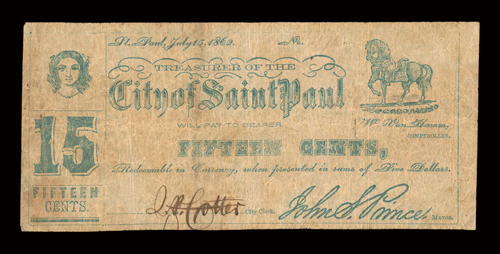 St. Paul, July 15, 1862. No.
TREASURER OF THE
City of Saint Paul
WILL PAY TO BEARER
FIFTEEN CENTS,
Redeemable in Currency, when presented in sums of Five Dollars.
Wm. Von Hamm,
COMPTROLLER.
15
FIFTEEN
CENTS.
J. H. Cotter City Clerk.
John S. Prince, MAYOR.